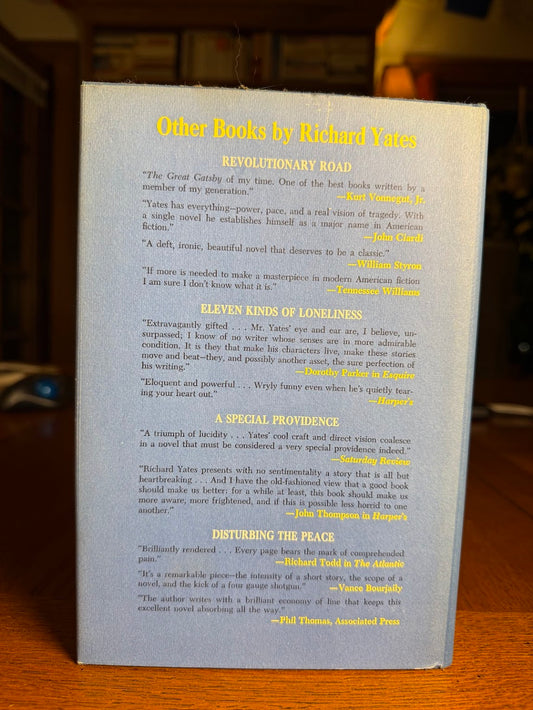 Other Books by Richard Yates
REVOLUTIONARY ROAD
"The Great Gatsby of my time. One of the best books written by a
member of my generation."
—Kurt Vonnegut, Jr.
"Yates has everything—power, pace, and a real vision of tragedy. With
a single novel he establishes himself as a major name in American
fiction."
—John Ciardi
"A deft, ironic, beautiful novel that deserves to be a classic."
—William Styron
"If more is needed to make a masterpiece in modern American fiction
I am sure I don't know what it is."
—Tennessee Williams
ELEVEN KINDS OF LONELINESS
"Extravagantly gifted . . . Mr. Yates' eye and ear are, I believe, un-
surpassed; I know of no writer whose senses are in more admirable
condition. It is they that make his characters live, make these stories
move and beat—they, and possibly another asset, the sure perfection of
his writing."
—Dorothy Parker in Esquire
"Eloquent and powerful . . . Wryly funny even when he's quietly tear-
ing your heart out."
—Harper's
A SPECIAL PROVIDENCE
"A triumph of lucidity . . . Yates' cool craft and direct vision coalesce
in a novel that must be considered a very special providence indeed."
—Saturday Review
"Richard Yates presents with no sentimentality a story that is all but
heartbreaking . . . And I have the old-fashioned view that a good book
should make us better: for a while at least, this book should make us
more aware, more frightened, and if this is possible less horrid to one
another."
—John Thompson in Harper's
DISTURBING THE PEACE
"Brilliantly rendered . . . Every page bears the mark of comprehended
pain."
—Richard Todd in The Atlantic
"It's a remarkable piece—the intensity of a short story, the scope of a
novel, and the kick of a four gauge shotgun."
—Vance Bourjaily
"The author writes with a brilliant economy of line that keeps this
excellent novel absorbing all the way."
—Phil Thomas, Associated Press